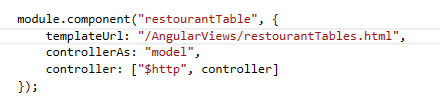 module.component("restourantTable", {
    templateUrl: "/AngularViews/restourantTables.html",
    controllerAs: "model",
    controller: ["$http", controller]
});